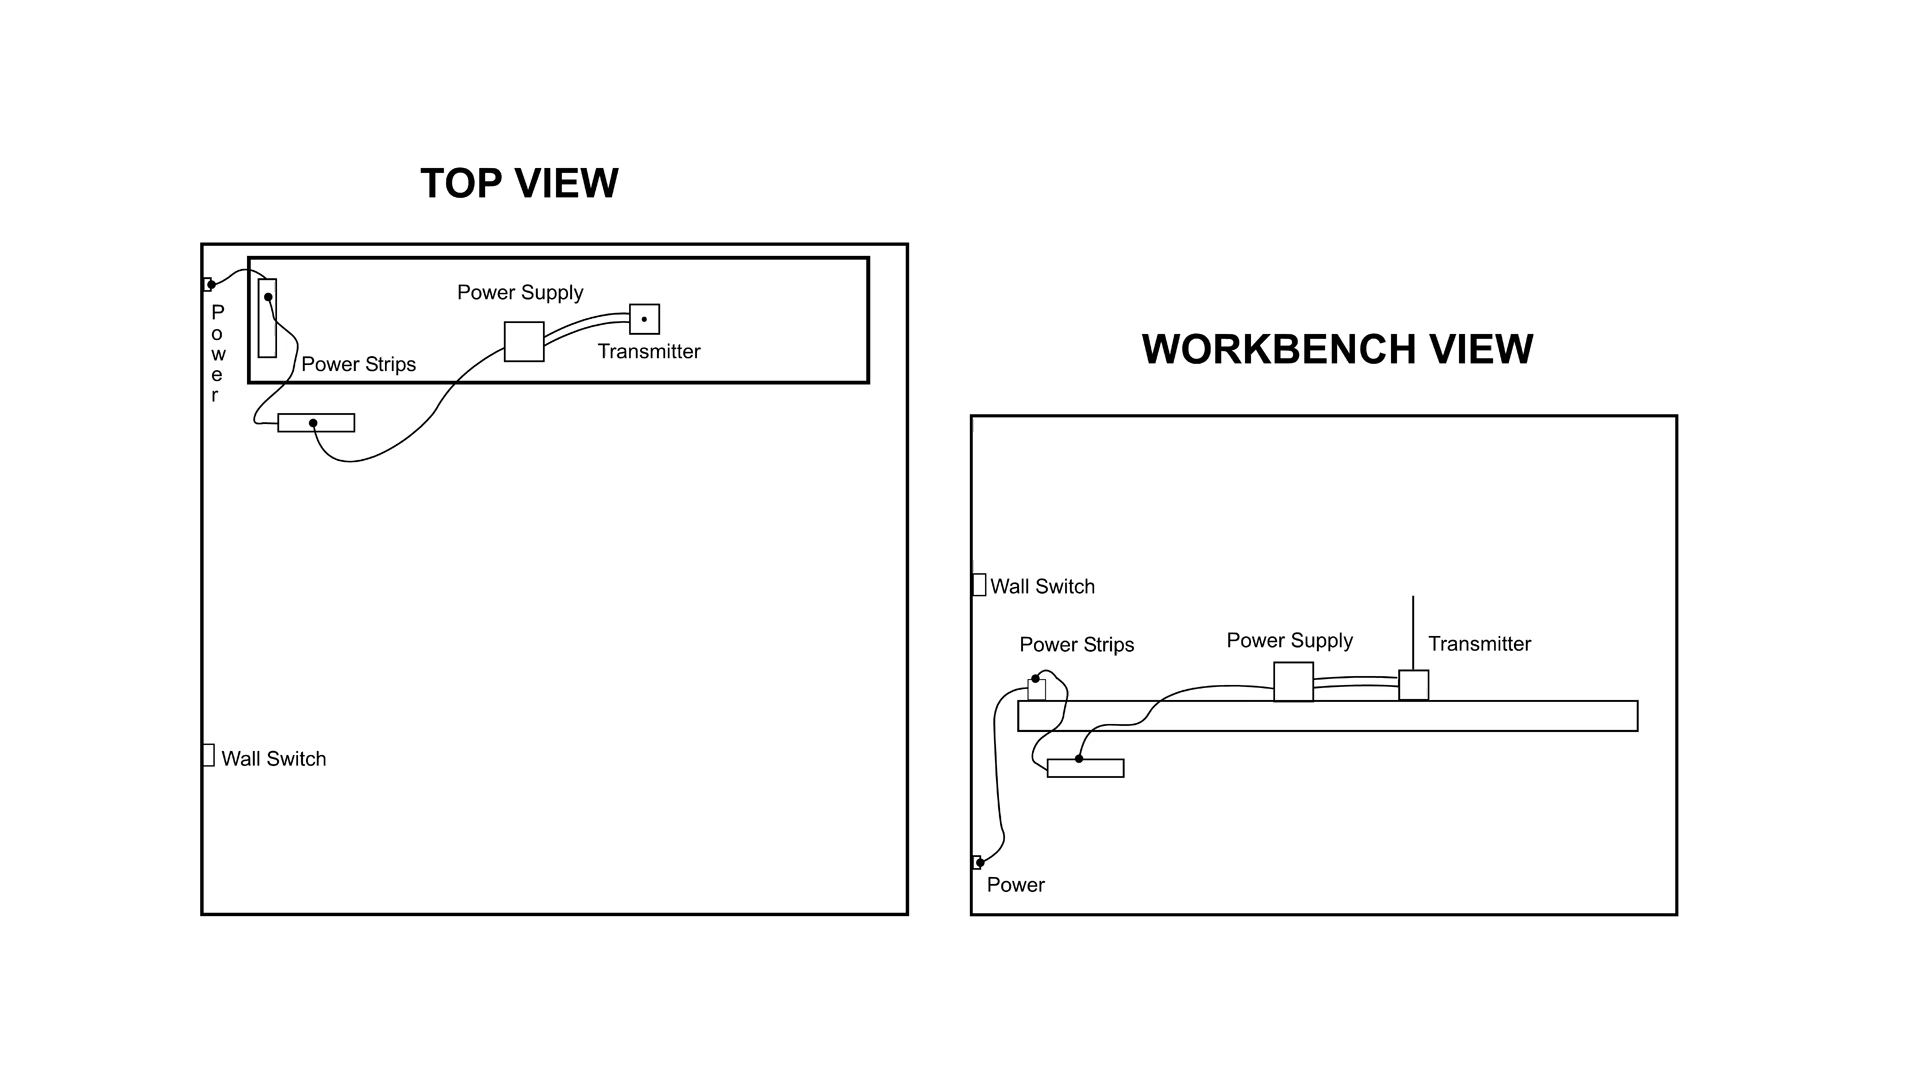 TOP VIEW
Power
Power Supply
Transmitter
Power Strips
Wall Switch
WORKBENCH VIEW
Wall Switch
Power Strips
Power Supply
Transmitter
Power